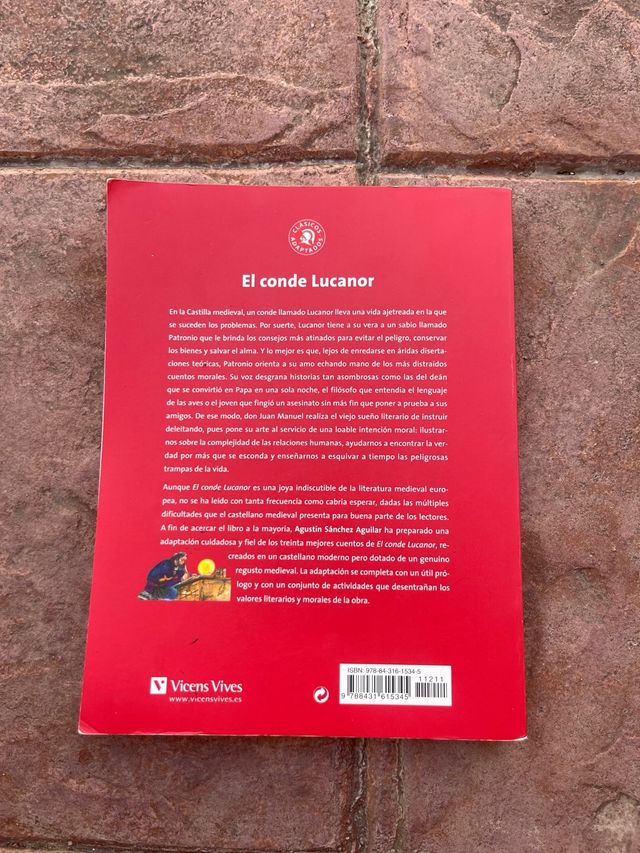 CLÁSICOS
ADAPTADOS
El conde Lucanor
En la Castilla medieval, un conde llamado Lucanor lleva una vida ajetreada en la que
se suceden los problemas. Por suerte, Lucanor tiene a su vera a un sabio llamado
Patronio que le brinda los consejos más atinados para evitar el peligro, conservar
los bienes y salvar el alma. Y lo mejor es que, lejos de enredarse en áridas diserta-
ciones teóricas, Patronio orienta a su amo echando mano de los más distraídos
cuentos morales. Su voz desgrana historias tan asombrosas como las del deán
que se convirtió en Papa en una sola noche, el filósofo que entendía el lenguaje
de las aves o el joven que fingió un asesinato sin más fin que poner a prueba a sus
amigos. De ese modo, don Juan Manuel realiza el viejo sueño literario de instruir
deleitando, pues pone su arte al servicio de una loable intención moral: ilustrar-
nos sobre la complejidad de las relaciones humanas, ayudarnos a encontrar la ver-
dad por más que se esconda y enseñarnos a esquivar a tiempo las peligrosas
trampas de la vida.
Aunque El conde Lucanor es una joya indiscutible de la literatura medieval euro-
pea, no se ha leído con tanta frecuencia como cabría esperar, dadas las múltiples
dificultades que el castellano medieval presenta para buena parte de los lectores.
A fin de acercar el libro a la mayoría, Agustín Sánchez Aguilar ha preparado una
adaptación cuidadosa y fiel de los treinta mejores cuentos de El conde Lucanor, re-
creados en un castellano moderno pero dotado de un genuino
regusto medieval. La adaptación se completa con un útil pró-
logo y con un conjunto de actividades que desentrañan los
valores literarios y morales de la obra.
Vicens Vives
www.vicensvives.es
ISBN: 978-84-316-1534-5
11211
9 788431 615345